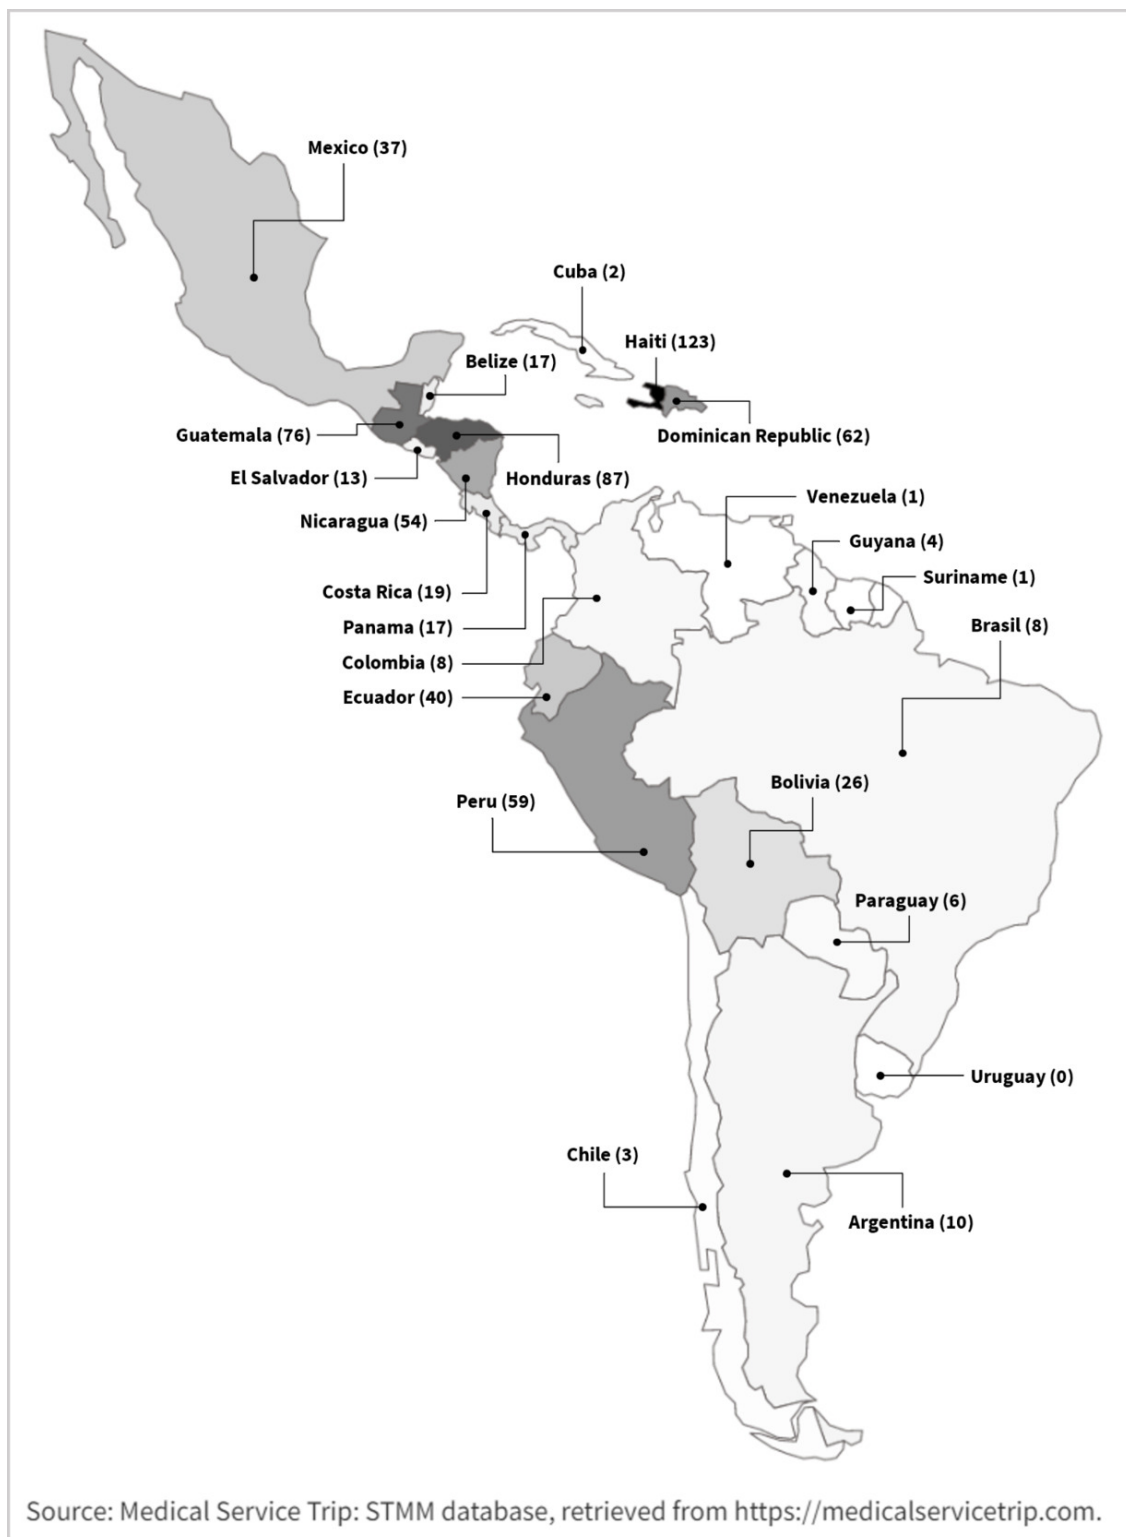 Mexico (37)
Cuba (2)
Haiti (123)
Belize (17)
Guatemala (76)
Dominican Republic (62)
El Salvador (13)
Honduras (87)
Venezuela (1)
Nicaragua (54)
Guyana (4)
Suriname (1)
Costa Rica (19)
Panama (17)
Brasil (8)
Colombia (8)
Ecuador (40)
Bolivia (26)
Peru (59)
Paraguay (6)
Uruguay (0)
Chile (3)
Argentina (10)
Source: Medical Service Trip: STMM database, retrieved from https://medicalservicetrip.com.